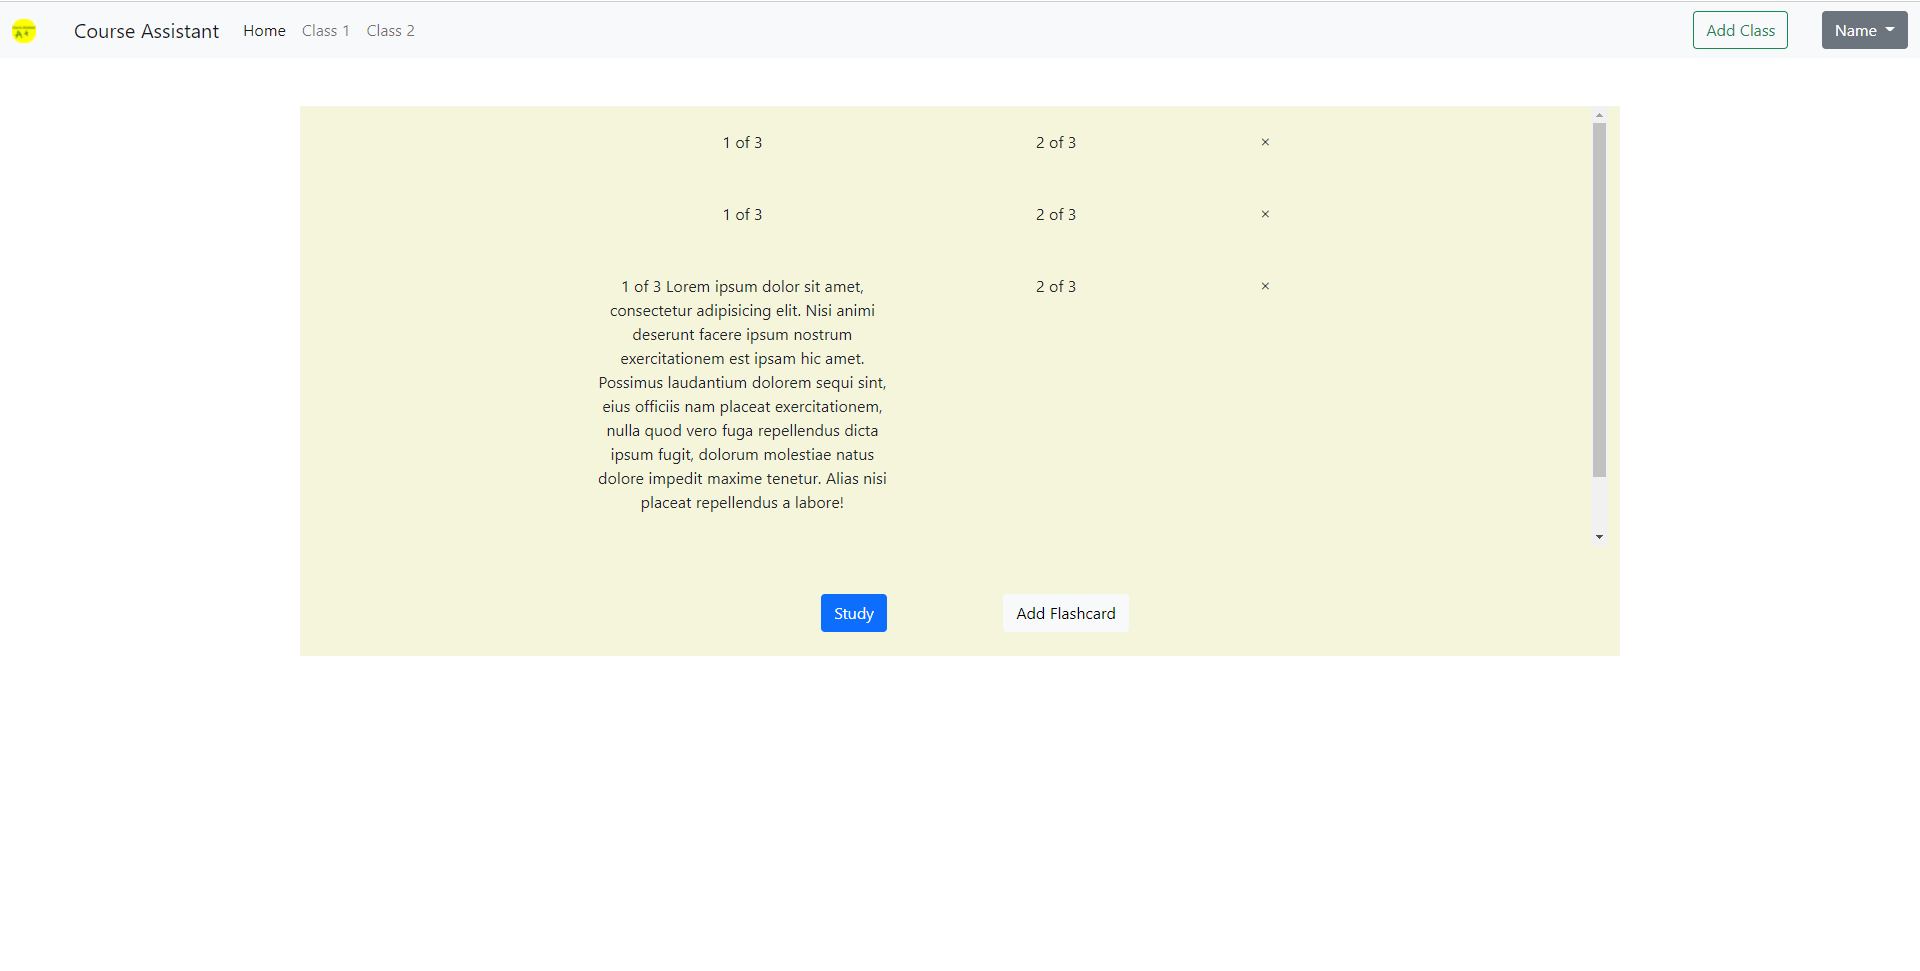 Course Assistant Home Class 1 Class 2 Add Class Name
1 of 3 2 of 3 ×
1 of 3 2 of 3 ×
1 of 3 Lorem ipsum dolor sit amet, 2 of 3 ×
consectetur adipisicing elit. Nisi animi
deserunt facere ipsum nostrum
exercitationem est ipsam hic amet.
Possimus laudantium dolorem sequi sint,
eius officiis nam placeat exercitationem,
nulla quod vero fuga repellendus dicta
ipsum fugit, dolorum molestiae natus
dolore impedit maxime tenetur. Alias nisi
placeat repellendus a labore!
Study Add Flashcard